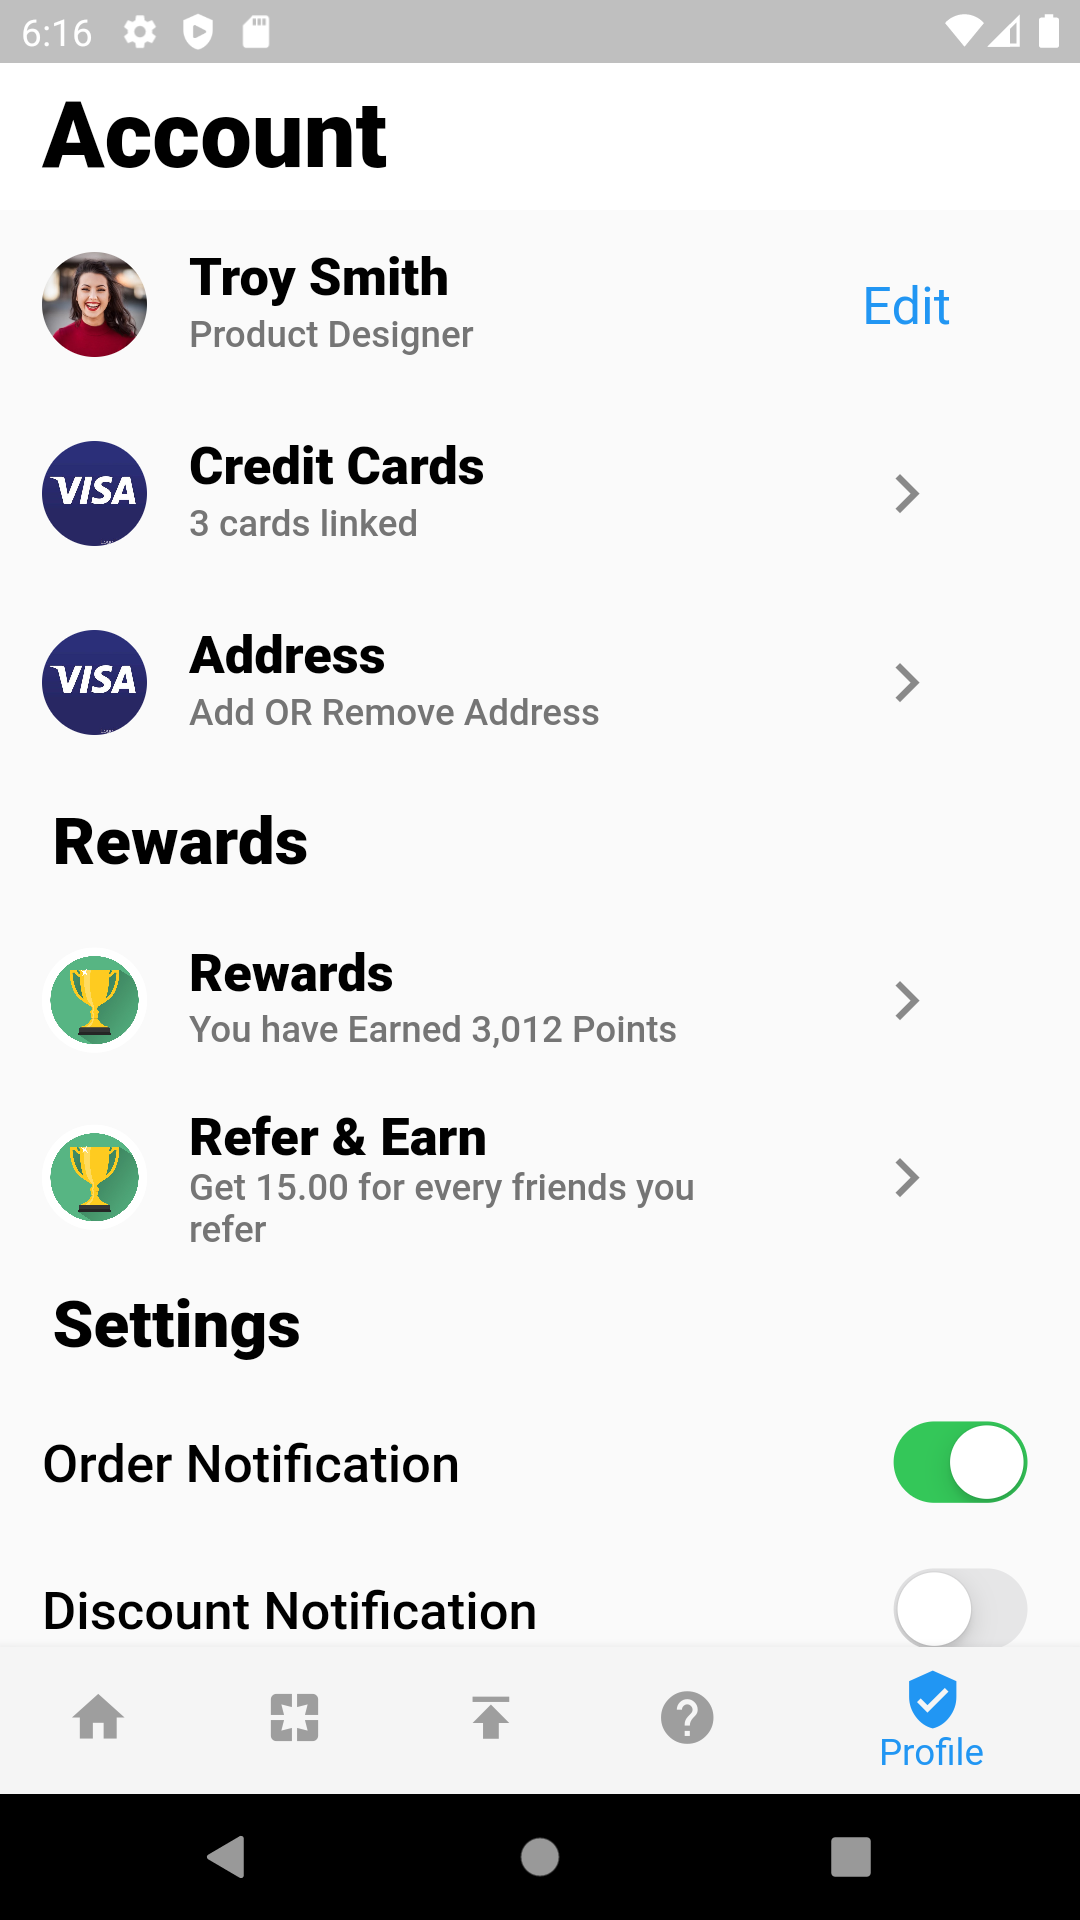 6:16
Account
Troy Smith
Product Designer
Edit
VISA
Credit Cards
3 cards linked
VISA
Address
Add OR Remove Address
Rewards
Rewards
You have Earned 3,012 Points
Refer & Earn
Get 15.00 for every friends you
refer
Settings
Order Notification
Discount Notification
Profile